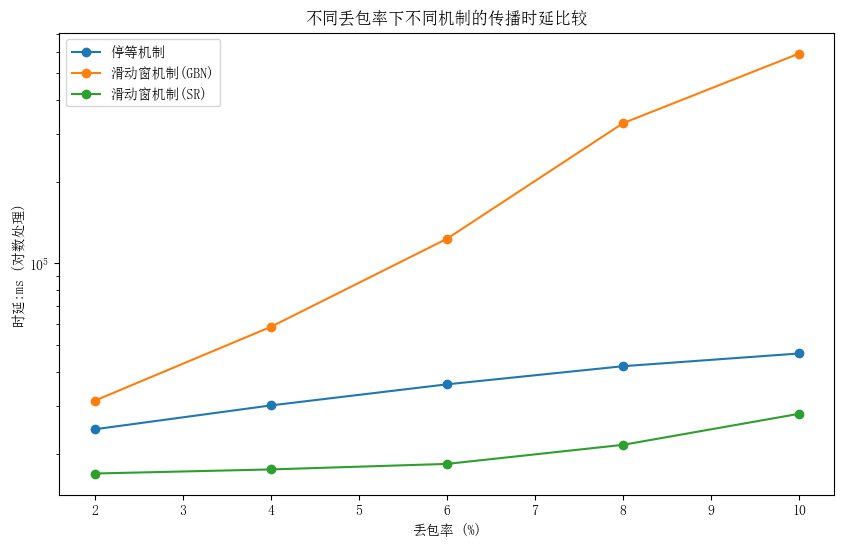 不同丢包率下不同机制的传播时延比较
停等机制
滑动窗机制(GBN)
滑动窗机制(SR)
时延:ms (对数处理)
10⁵
2 3 4 5 6 7 8 9 10
丢包率 (%)